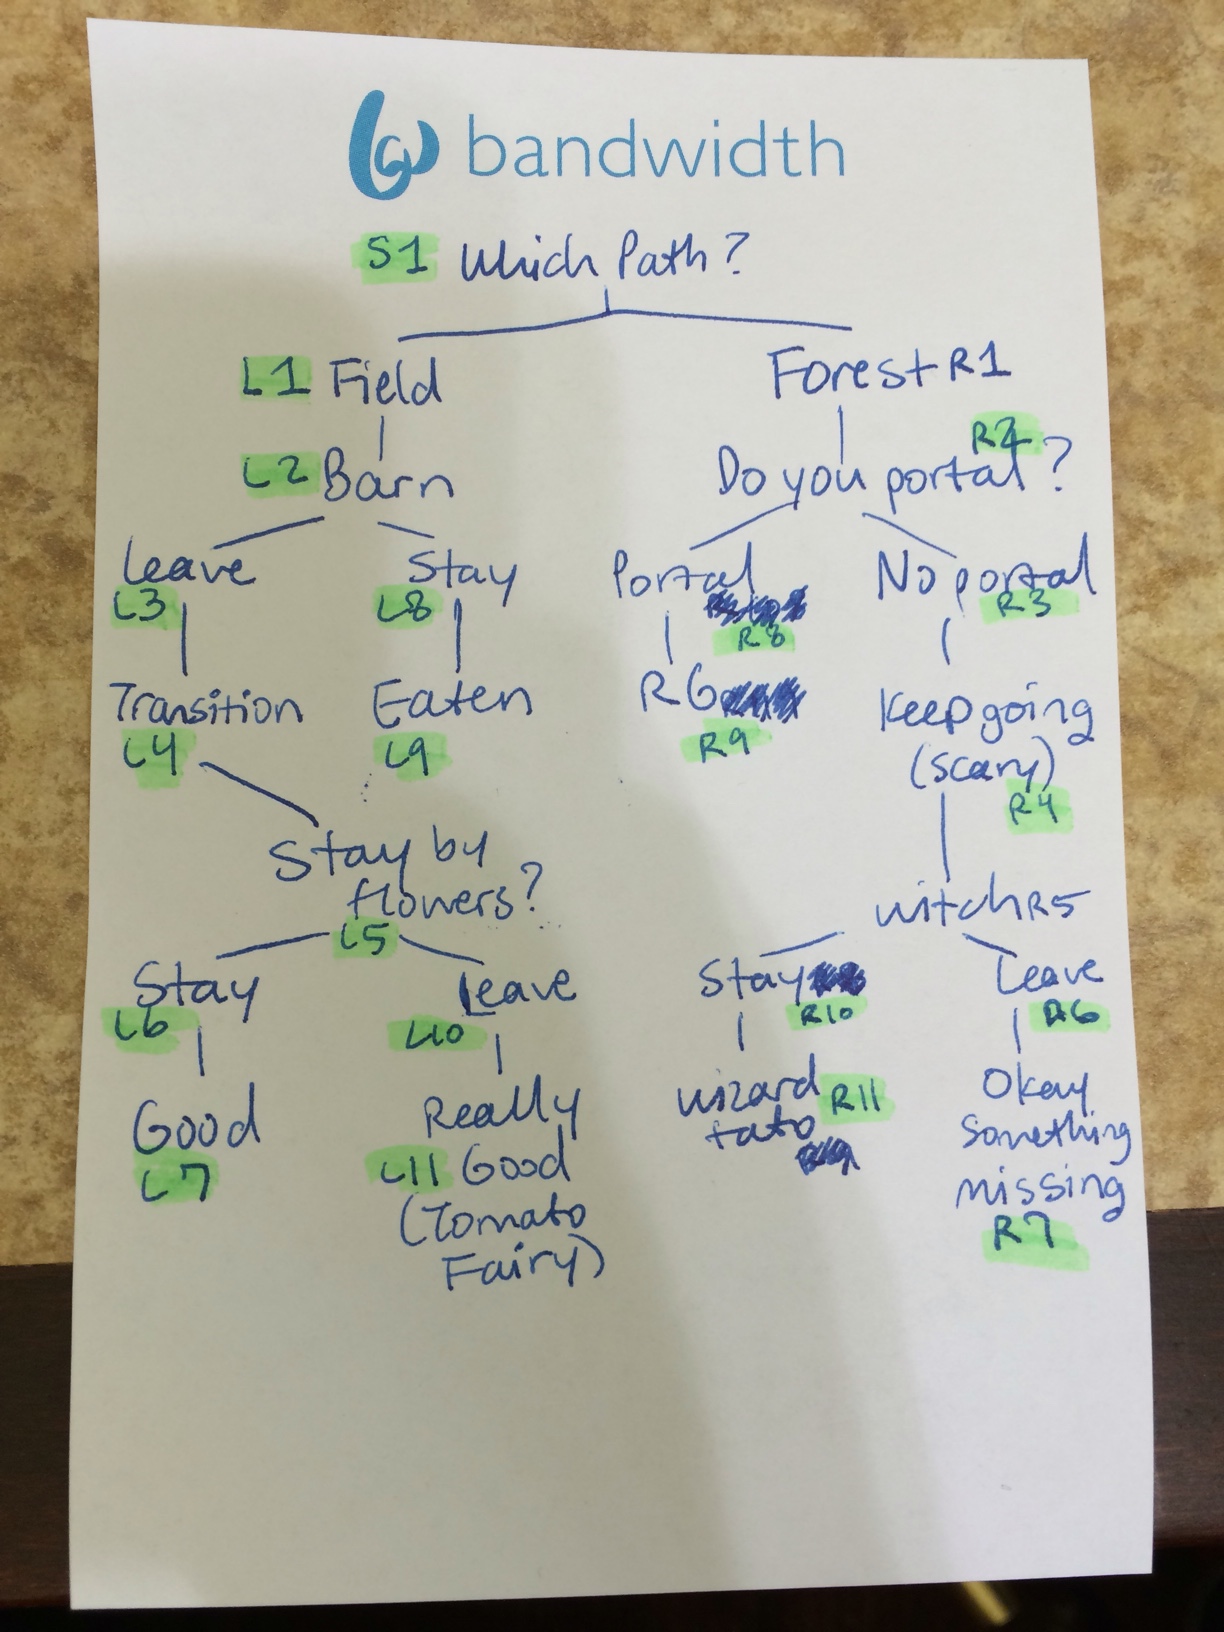 bandwidth
S1 Which Path?
L1 Field
Forest R1
L2 Barn
R2
Do you portal?
Leave
Stay
Portal
No portal
L3
L8
R8
R3
Transition
Eaten
RG
Keep going
L4
L9
R9
(scary)
R4
Stay by
flowers?
witch R5
L5
Stay
Leave
Stay
Leave
L6
L10
R10
R6
Good
Really
wizard R11
Okay
L7
L11 Good
tato
something
(Tomato
missing
Fairy)
R7